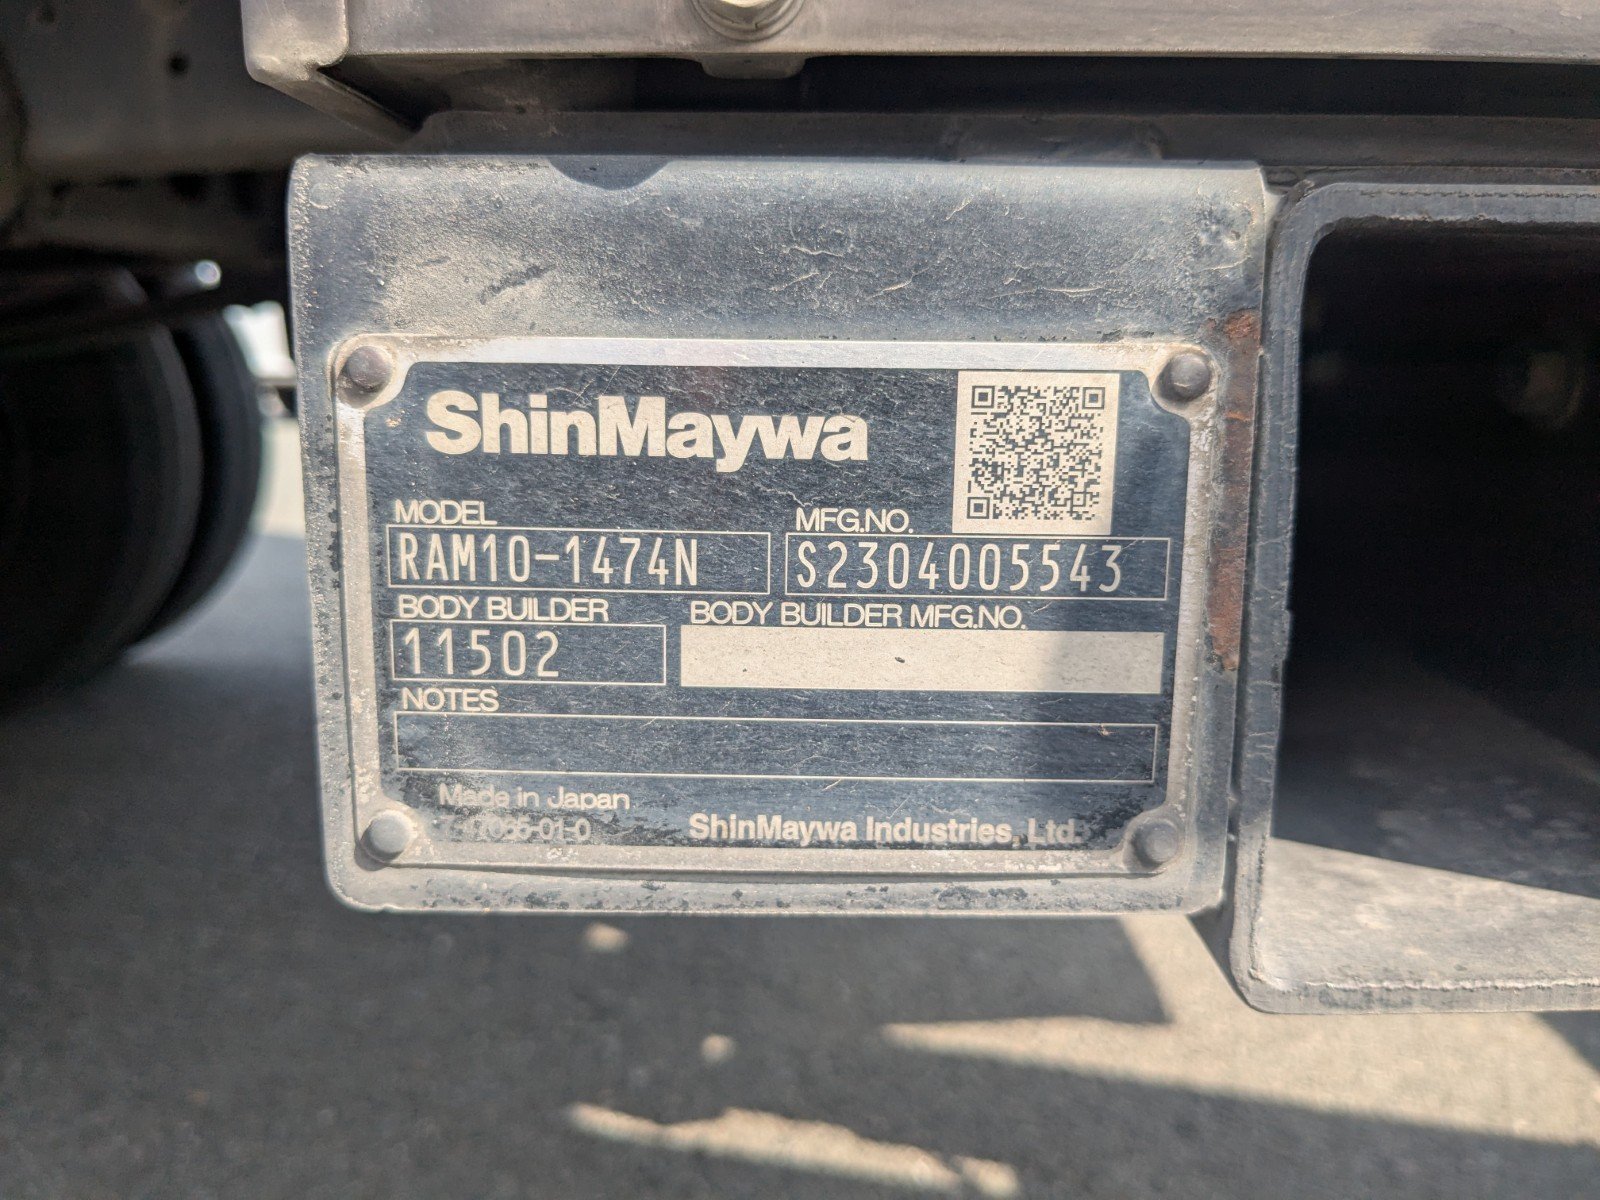 ShinMaywa
MODEL
RAM10-1474N
MFG.NO.
S2304005543
BODY BUILDER
11502
BODY BUILDER MFG.NO.
NOTES
Made in Japan
ShinMaywa Industries, Ltd.